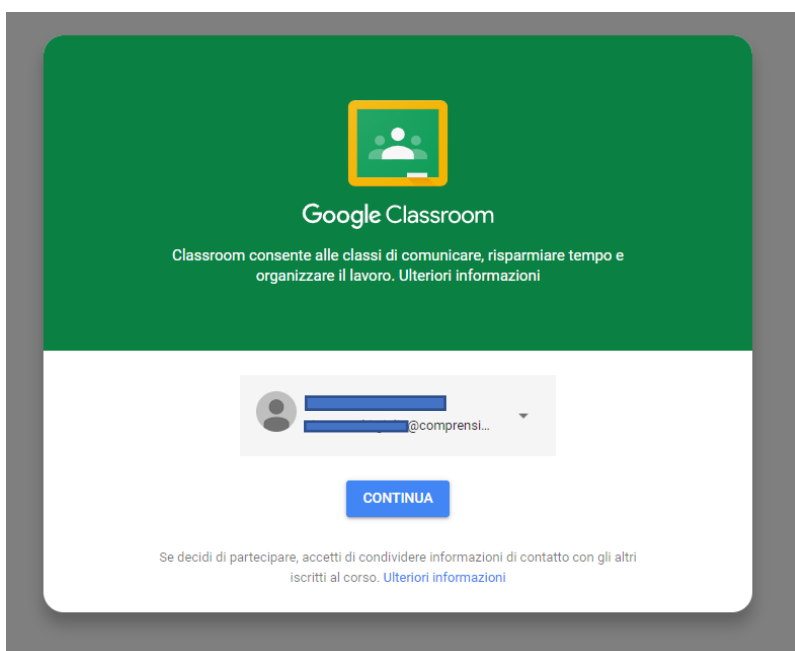 Google Classroom
Classroom consente alle classi di comunicare, risparmiare tempo e
organizzare il lavoro. Ulteriori informazioni
@comprensi...
CONTINUA
Se decidi di partecipare, accetti di condividere informazioni di contatto con gli altri
iscritti al corso. Ulteriori informazioni